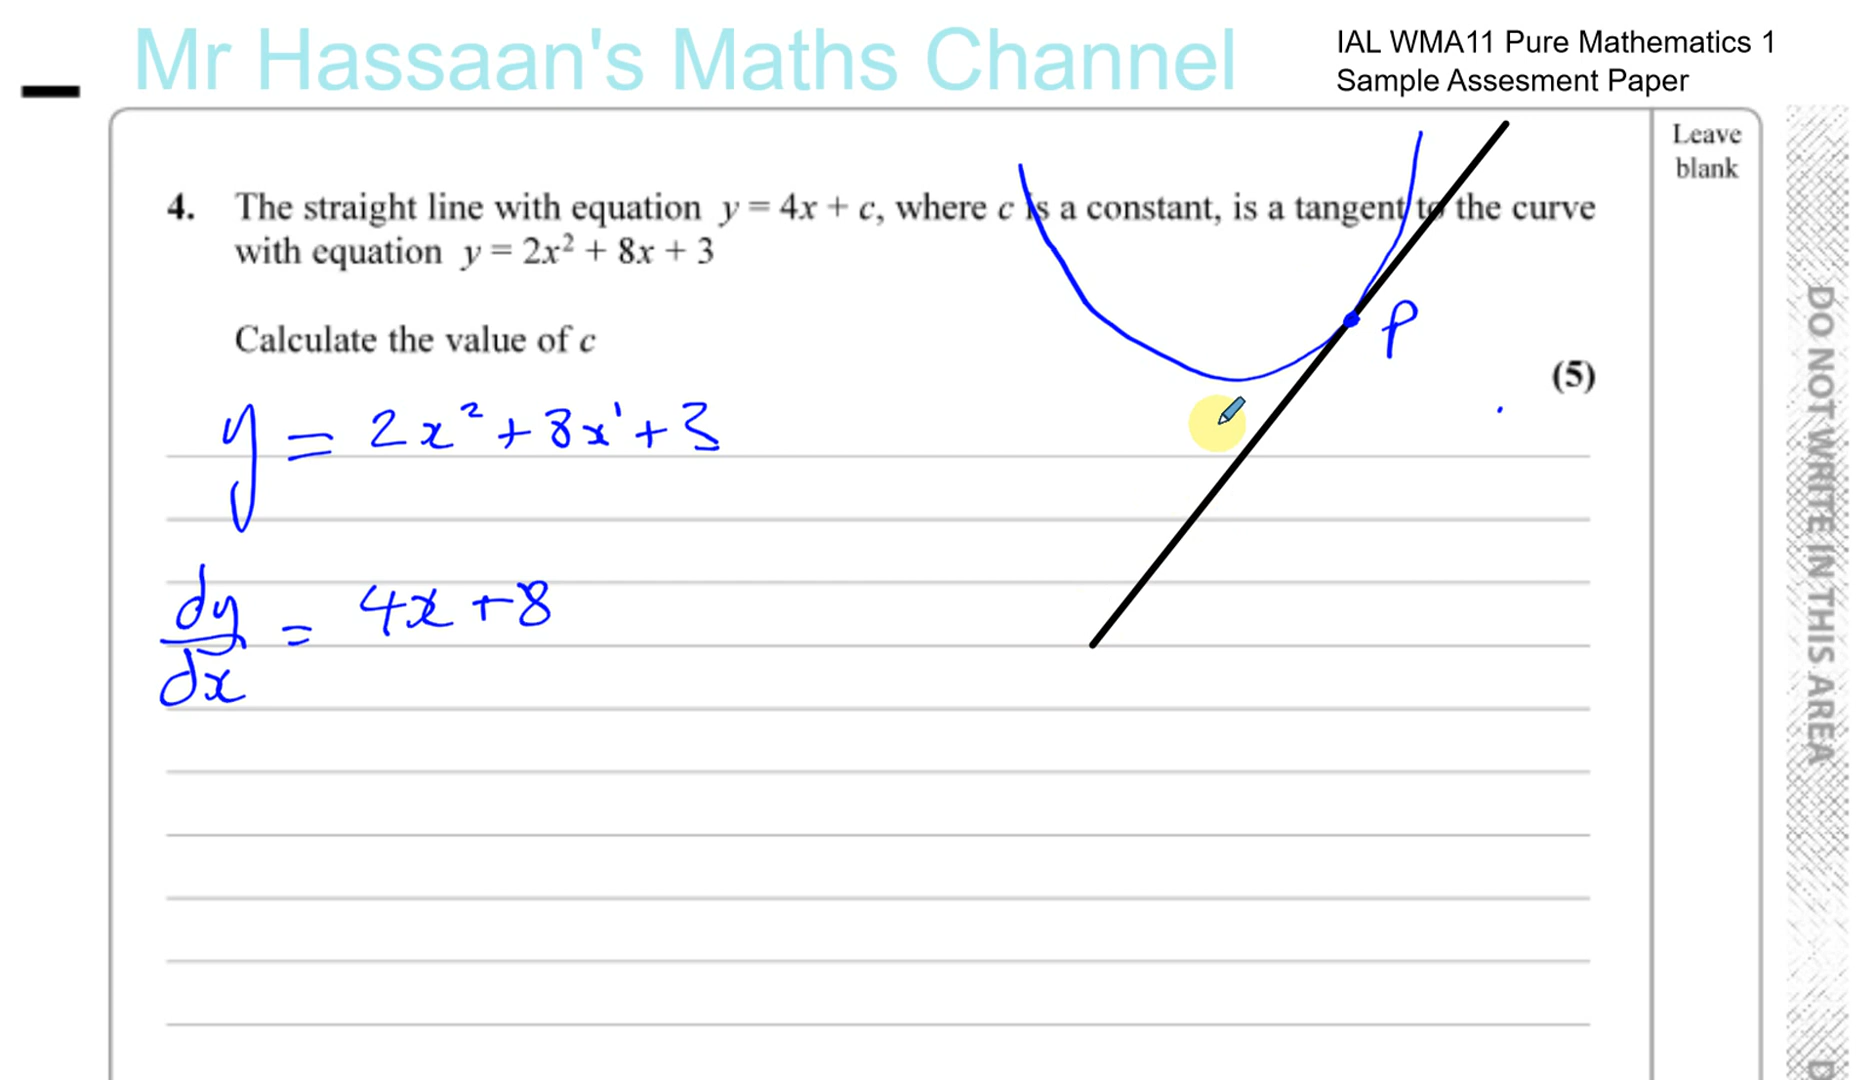 Mr Hassaan's Maths Channel
IAL WMA11 Pure Mathematics 1
Sample Assesment Paper
Leave
blank
4. The straight line with equation y = 4x + c, where c is a constant, is a tangent to the curve
with equation y = 2x² + 8x + 3
Calculate the value of c
(5)
P
y = 2x² + 8x¹ + 3
dy/dx = 4x + 8
DO NOT WRITE IN THIS AREA
D